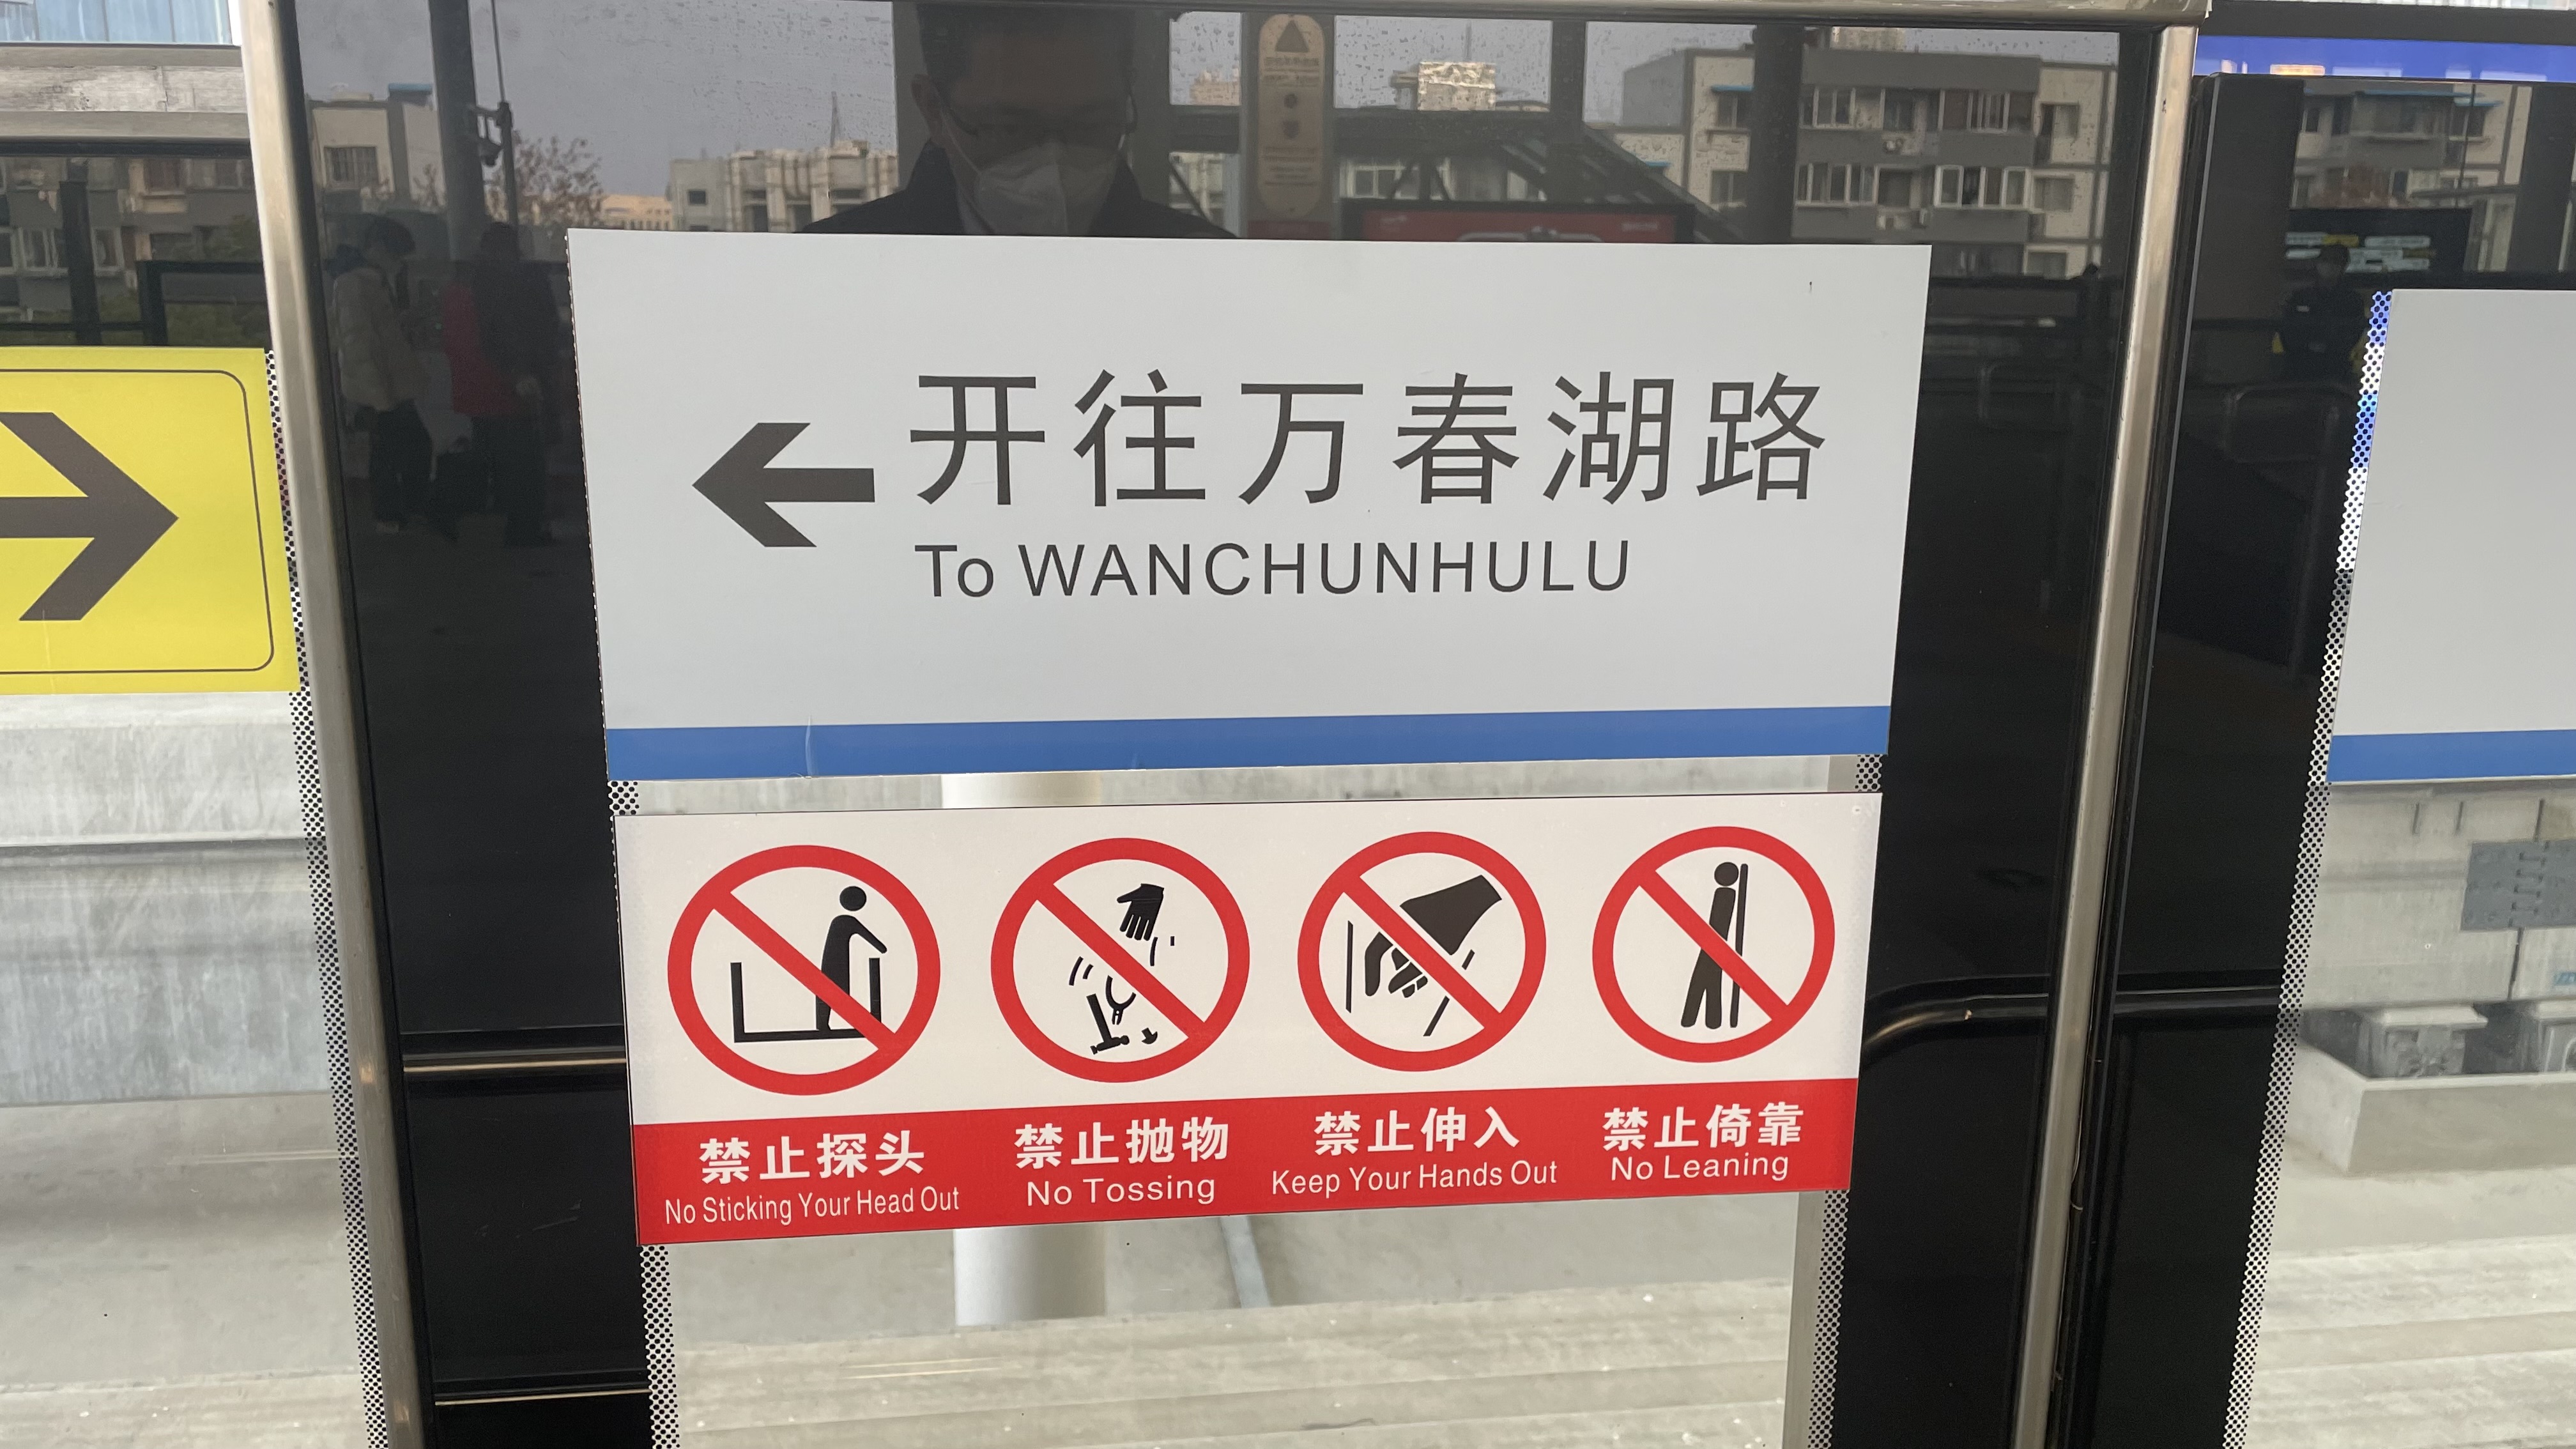 开往万春湖路
To WANCHUNHULU
禁止探头
No Sticking Your Head Out
禁止抛物
No Tossing
禁止伸入
Keep Your Hands Out
禁止倚靠
No Leaning